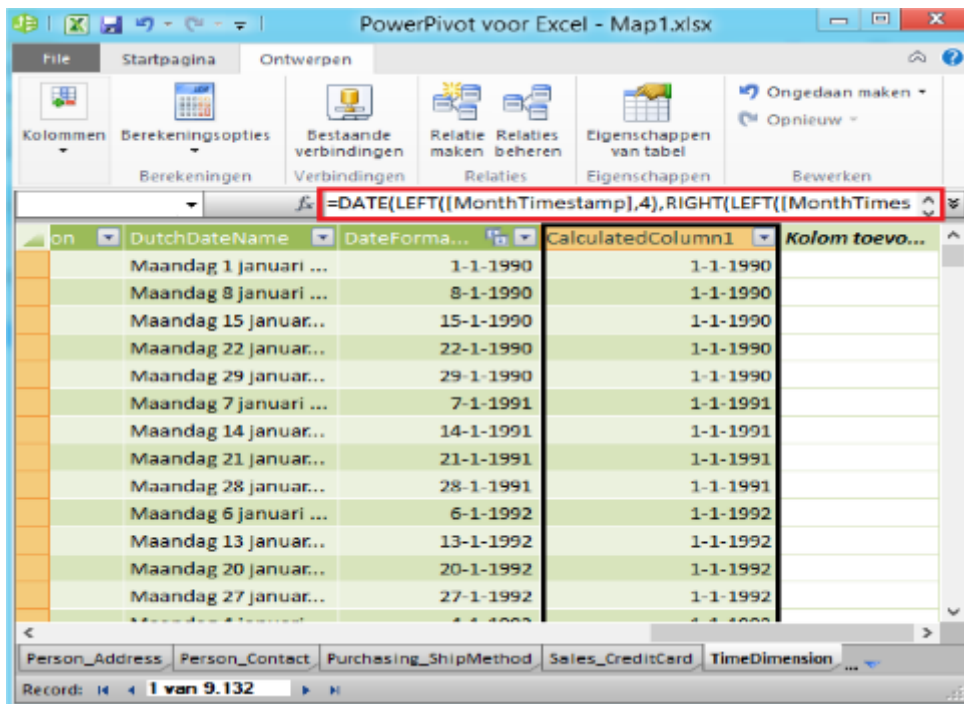 PowerPivot voor Excel - Map1.xlsx
File Startpagina Ontwerpen
Kolommen Berekeningsopties Bestaande verbindingen Relatie maken Relaties beheren Eigenschappen van tabel Ongedaan maken Opnieuw
Berekeningen Verbindingen Relaties Eigenschappen Bewerken
fx =DATE(LEFT([MonthTimestamp],4),RIGHT(LEFT([MonthTimes
on DutchDateName DateForma... CalculatedColumn1 Kolom toevo...
Maandag 1 januari ... 1-1-1990 1-1-1990
Maandag 8 januari ... 8-1-1990 1-1-1990
Maandag 15 januar... 15-1-1990 1-1-1990
Maandag 22 januar... 22-1-1990 1-1-1990
Maandag 29 januar... 29-1-1990 1-1-1990
Maandag 7 januari ... 7-1-1991 1-1-1991
Maandag 14 januar... 14-1-1991 1-1-1991
Maandag 21 januar... 21-1-1991 1-1-1991
Maandag 28 januar... 28-1-1991 1-1-1991
Maandag 6 januari ... 6-1-1992 1-1-1992
Maandag 13 januar... 13-1-1992 1-1-1992
Maandag 20 januar... 20-1-1992 1-1-1992
Maandag 27 januar... 27-1-1992 1-1-1992
Person_Address Person_Contact Purchasing_ShipMethod Sales_CreditCard TimeDimension ...
Record: 1 van 9.132